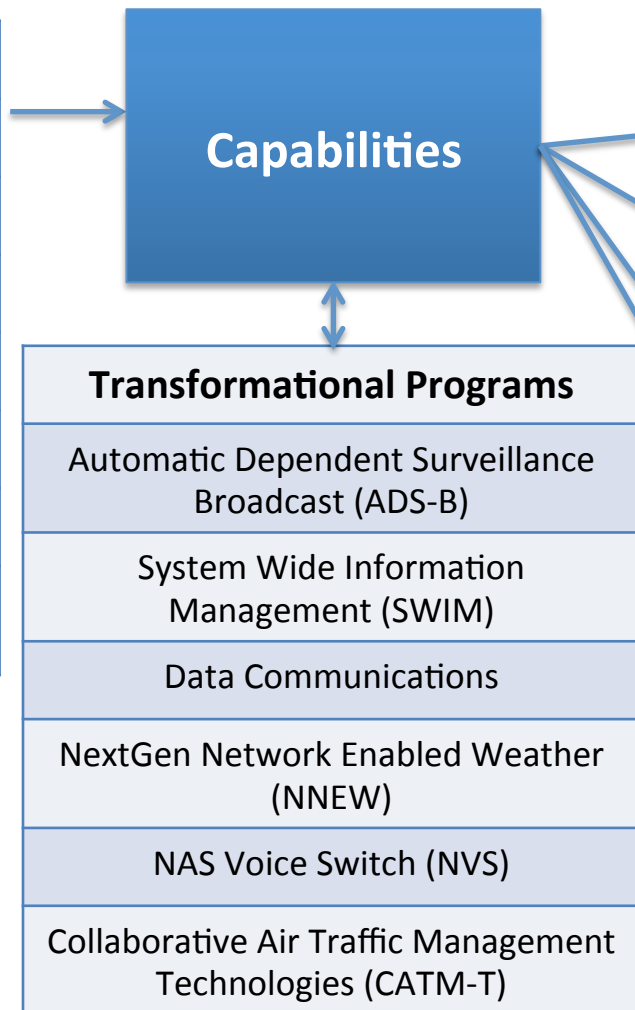 Capabilities
Transformational Programs
Automatic Dependent Surveillance
Broadcast (ADS-B)
System Wide Information
Management (SWIM)
Data Communications
NextGen Network Enabled Weather
(NNEW)
NAS Voice Switch (NVS)
Collaborative Air Traffic Management
Technologies (CATM-T)